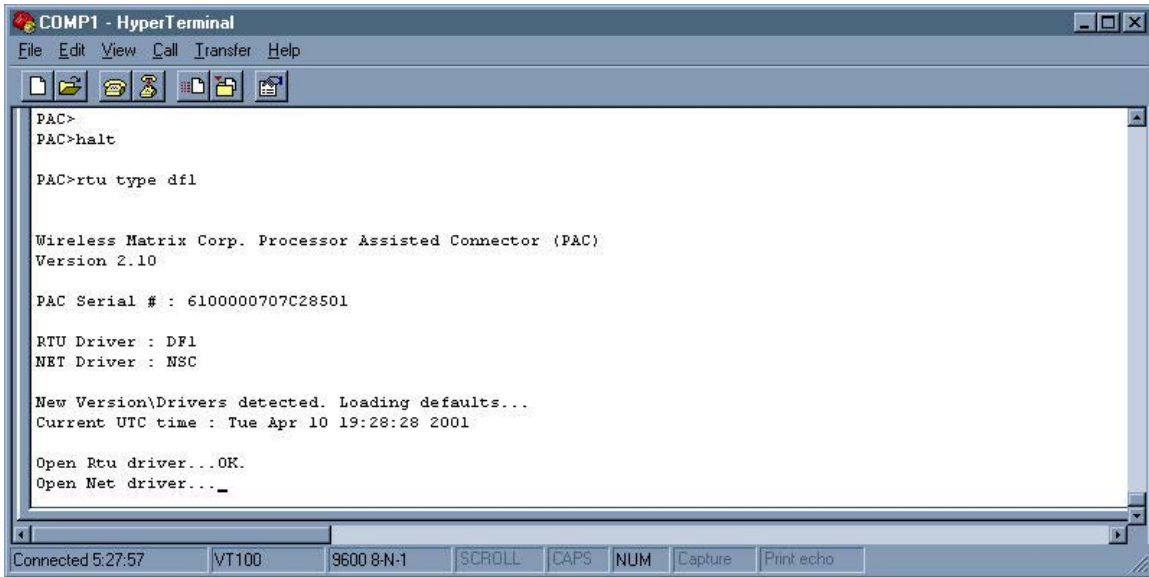 COMP1 - HyperTerminal
File Edit View Call Transfer Help
PAC>
PAC>halt
PAC>rtu type df1
Wireless Matrix Corp. Processor Assisted Connector (PAC)
Version 2.10
PAC Serial # : 6100000707C28501
RTU Driver : DF1
NET Driver : NSC
New Version\Drivers detected. Loading defaults...
Current UTC time : Tue Apr 10 19:28:28 2001
Open Rtu driver...OK.
Open Net driver..._
Connected 5:27:57 VT100 9600 8-N-1 SCROLL CAPS NUM Capture Print echo